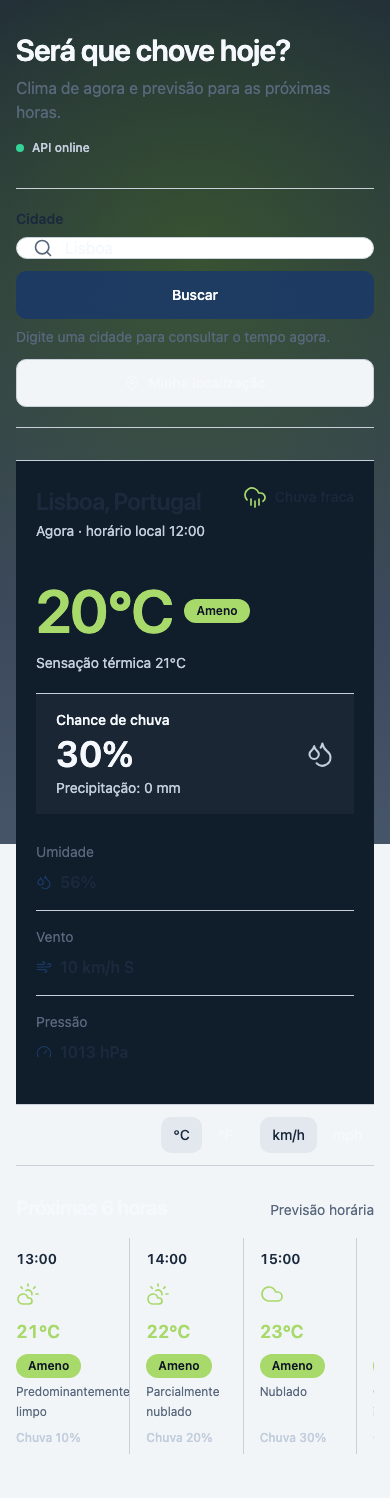 Será que chove hoje?
Clima de agora e previsão para as próximas
horas.
API online
Cidade
Lisboa
Buscar
Digite uma cidade para consultar o tempo agora.
Minha localização
Lisboa, Portugal
Chuva fraca
Agora · horário local 12:00
20°C
Ameno
Sensação térmica 21°C
Chance de chuva
30%
Precipitação: 0 mm
Umidade
56%
Vento
10 km/h S
Pressão
1013 hPa
°C
°F
km/h
mph
Próximas 6 horas
Previsão horária
13:00
14:00
15:00
21°C
22°C
23°C
Ameno
Ameno
Ameno
Predominantemente
limpo
Parcialmente
nublado
Nublado
Chuva 10%
Chuva 20%
Chuva 30%